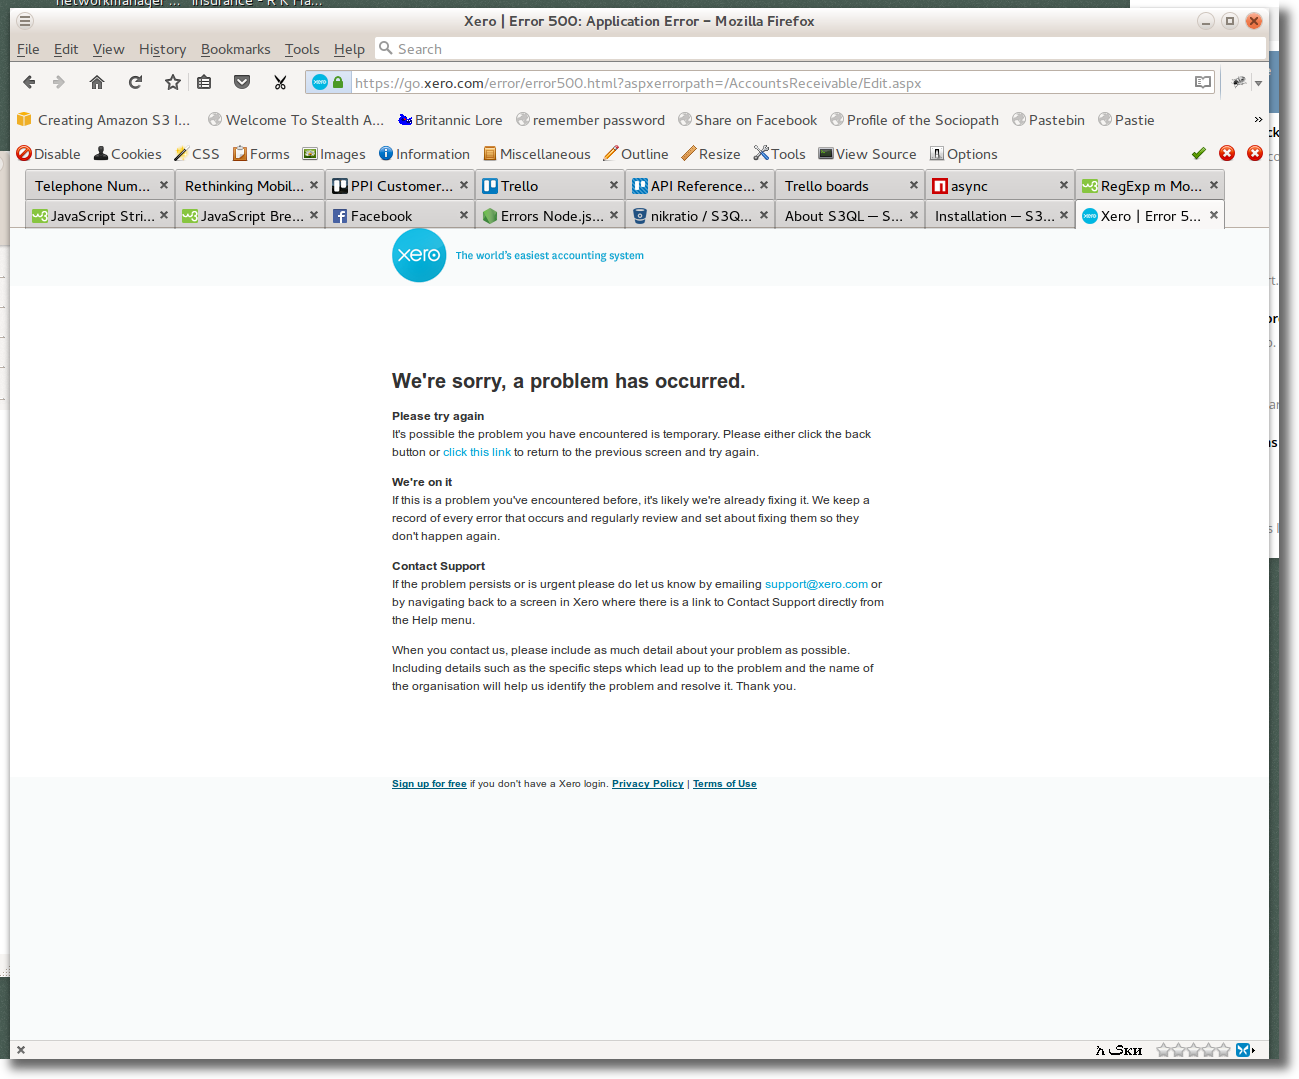 Xero | Error 500: Application Error – Mozilla Firefox
File Edit View History Bookmarks Tools Help Search
https://go.xero.com/error/error500.html?aspxerrorpath=/AccountsReceivable/Edit.aspx
Creating Amazon S3 I... Welcome To Stealth A... Britannic Lore remember password Share on Facebook Profile of the Sociopath Pastebin Pastie »
Disable Cookies CSS Forms Images Information Miscellaneous Outline Resize Tools View Source Options
Telephone Num... Rethinking Mobil... PPI Customer... Trello API Reference... Trello boards async RegExp m Mo...
JavaScript Stri... JavaScript Bre... Facebook Errors Node.js... nikratio / S3Q... About S3QL — S... Installation — S3... Xero | Error 5...
xero The world's easiest accounting system
We're sorry, a problem has occurred.
Please try again
It's possible the problem you have encountered is temporary. Please either click the back
button or click this link to return to the previous screen and try again.
We're on it
If this is a problem you've encountered before, it's likely we're already fixing it. We keep a
record of every error that occurs and regularly review and set about fixing them so they
don't happen again.
Contact Support
If the problem persists or is urgent please do let us know by emailing support@xero.com or
by navigating back to a screen in Xero where there is a link to Contact Support directly from
the Help menu.
When you contact us, please include as much detail about your problem as possible.
Including details such as the specific steps which lead up to the problem and the name of
the organisation will help us identify the problem and resolve it. Thank you.
Sign up for free if you don't have a Xero login. Privacy Policy | Terms of Use